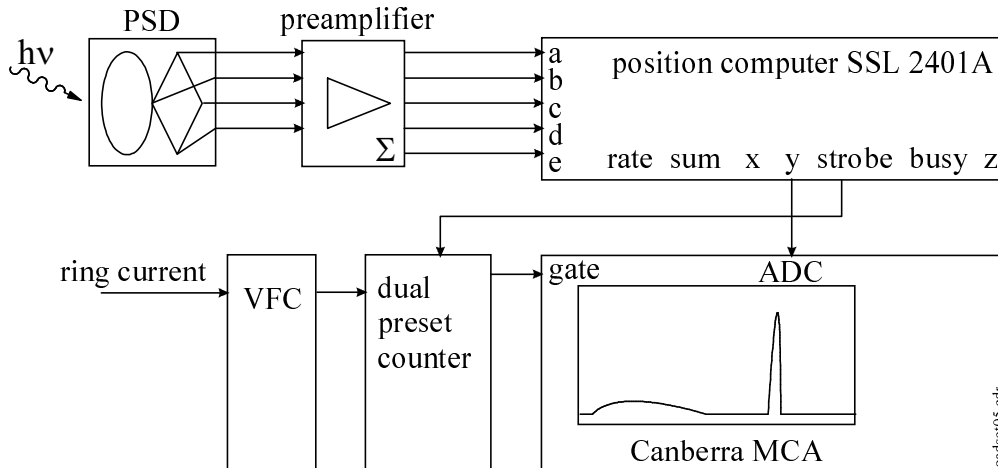 PSD
preamplifier
hν
Σ
a
b
c
d
e
position computer SSL 2401A
rate sum x y strobe busy z
ring current
VFC
dual
preset
counter
gate
ADC
Canberra MCA